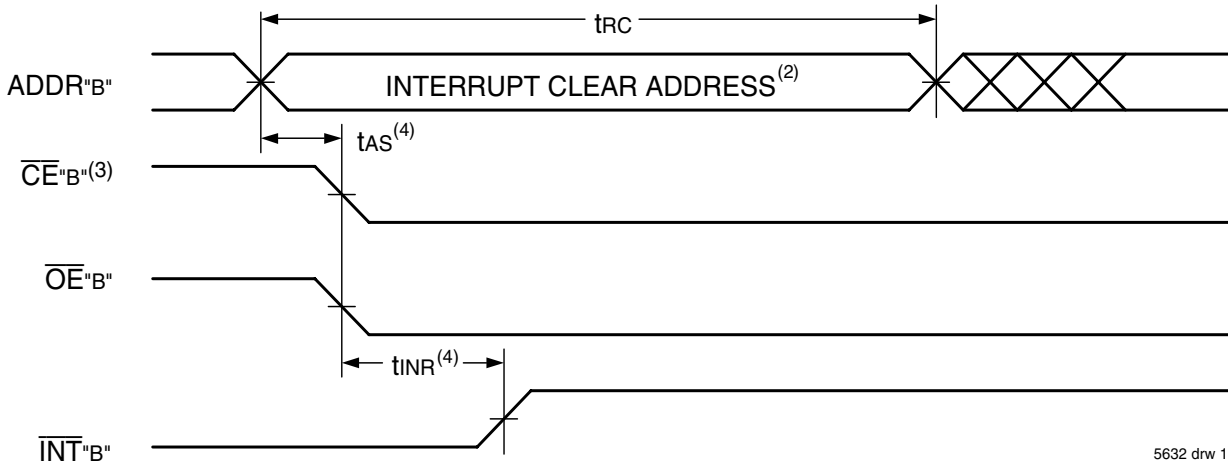 tRC
ADDR"B"
INTERRUPT CLEAR ADDRESS(2)
tAS(4)
CE"B"(3)
OE"B"
tINR(4)
INT"B"
5632 drw 1